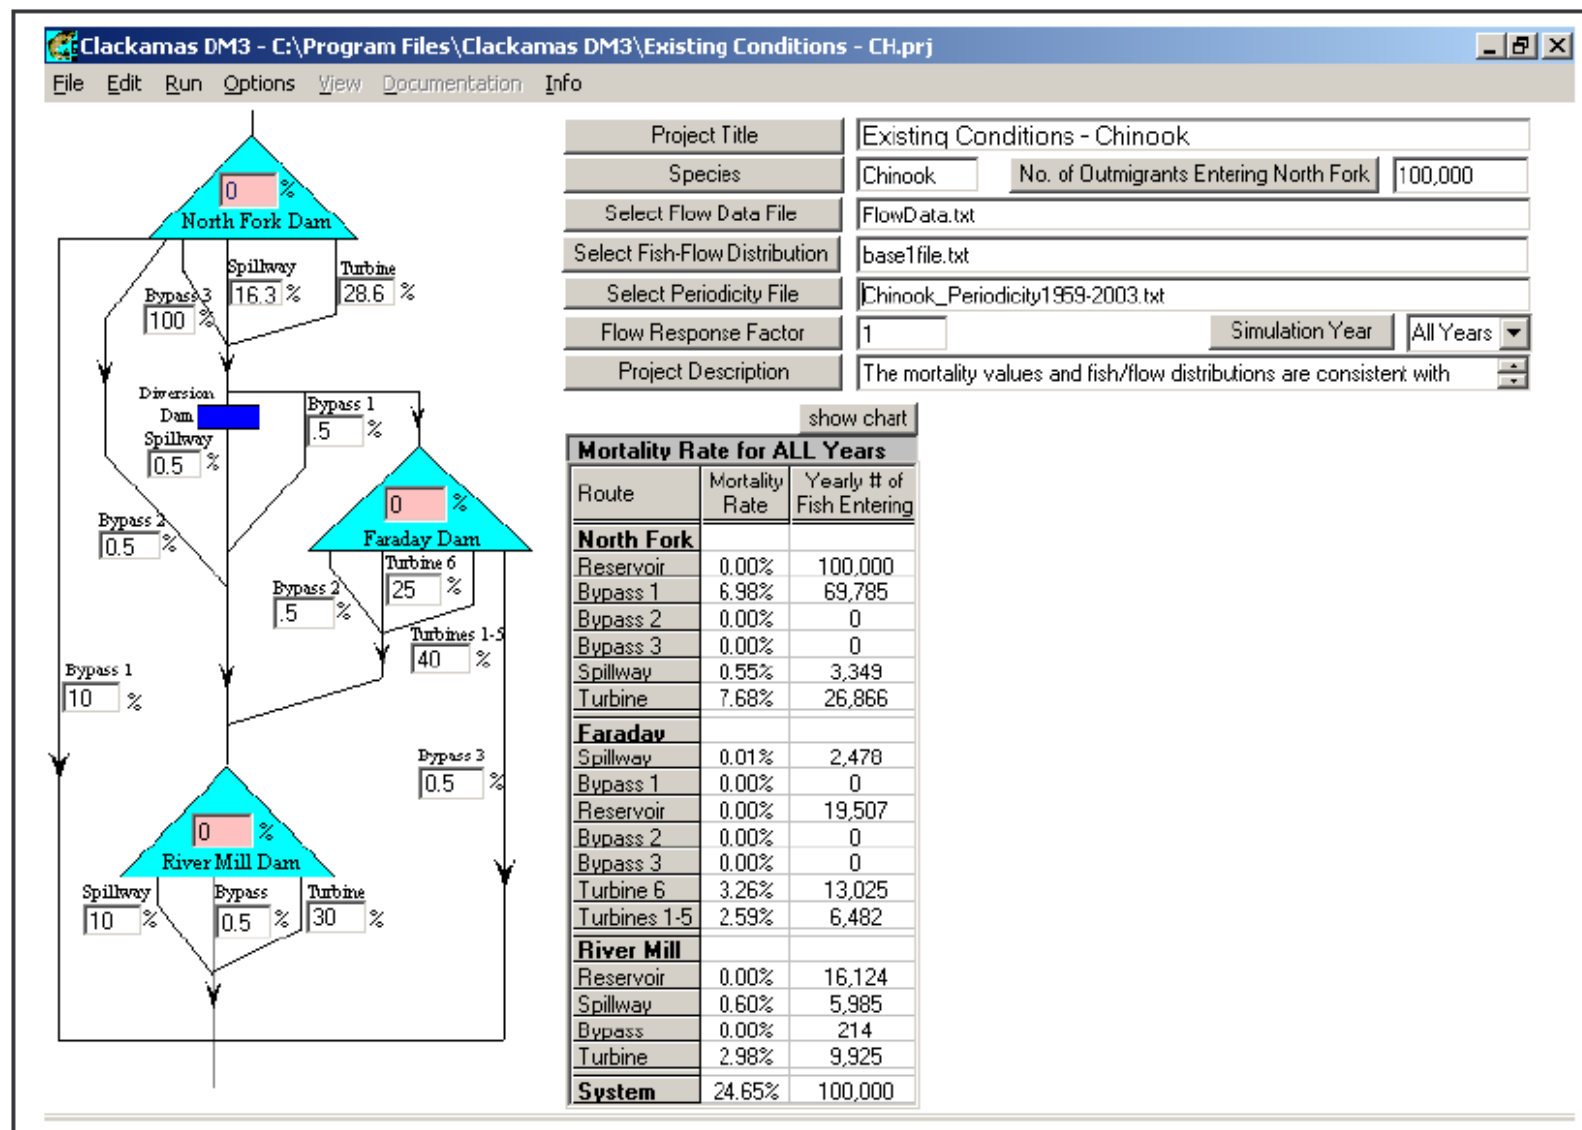 Clackamas DM3 - C:\Program Files\Clackamas DM3\Existing Conditions - CH.prj
File Edit Run Options View Documentation Info
0 %
North Fork Dam
Spillway
16.3 %
Turbine
28.6 %
Bypass 3
100 %
Diversion
Dam
Spillway
0.5 %
Bypass 1
.5 %
Bypass 2
0.5 %
0 %
Faraday Dam
Turbine 6
25 %
Bypass 2
.5 %
Turbines 1-5
40 %
Bypass 1
10 %
Bypass 3
0.5 %
0 %
River Mill Dam
Spillway
10 %
Bypass
0.5 %
Turbine
30 %
Project Title Existing Conditions - Chinook
Species Chinook No. of Outmigrants Entering North Fork 100,000
Select Flow Data File FlowData.txt
Select Fish-Flow Distribution base1file.txt
Select Periodicity File Chinook_Periodicity1959-2003.txt
Flow Response Factor 1 Simulation Year All Years
Project Description The mortality values and fish/flow distributions are consistent with
show chart
Mortality Rate for ALL Years
Route Mortality Rate Yearly # of Fish Entering
North Fork
Reservoir 0.00% 100,000
Bypass 1 6.98% 69,785
Bypass 2 0.00% 0
Bypass 3 0.00% 0
Spillway 0.55% 3,349
Turbine 7.68% 26,866
Faraday
Spillway 0.01% 2,478
Bypass 1 0.00% 0
Reservoir 0.00% 19,507
Bypass 2 0.00% 0
Bypass 3 0.00% 0
Turbine 6 3.26% 13,025
Turbines 1-5 2.59% 6,482
River Mill
Reservoir 0.00% 16,124
Spillway 0.60% 5,985
Bypass 0.00% 214
Turbine 2.98% 9,925
System 24.65% 100,000